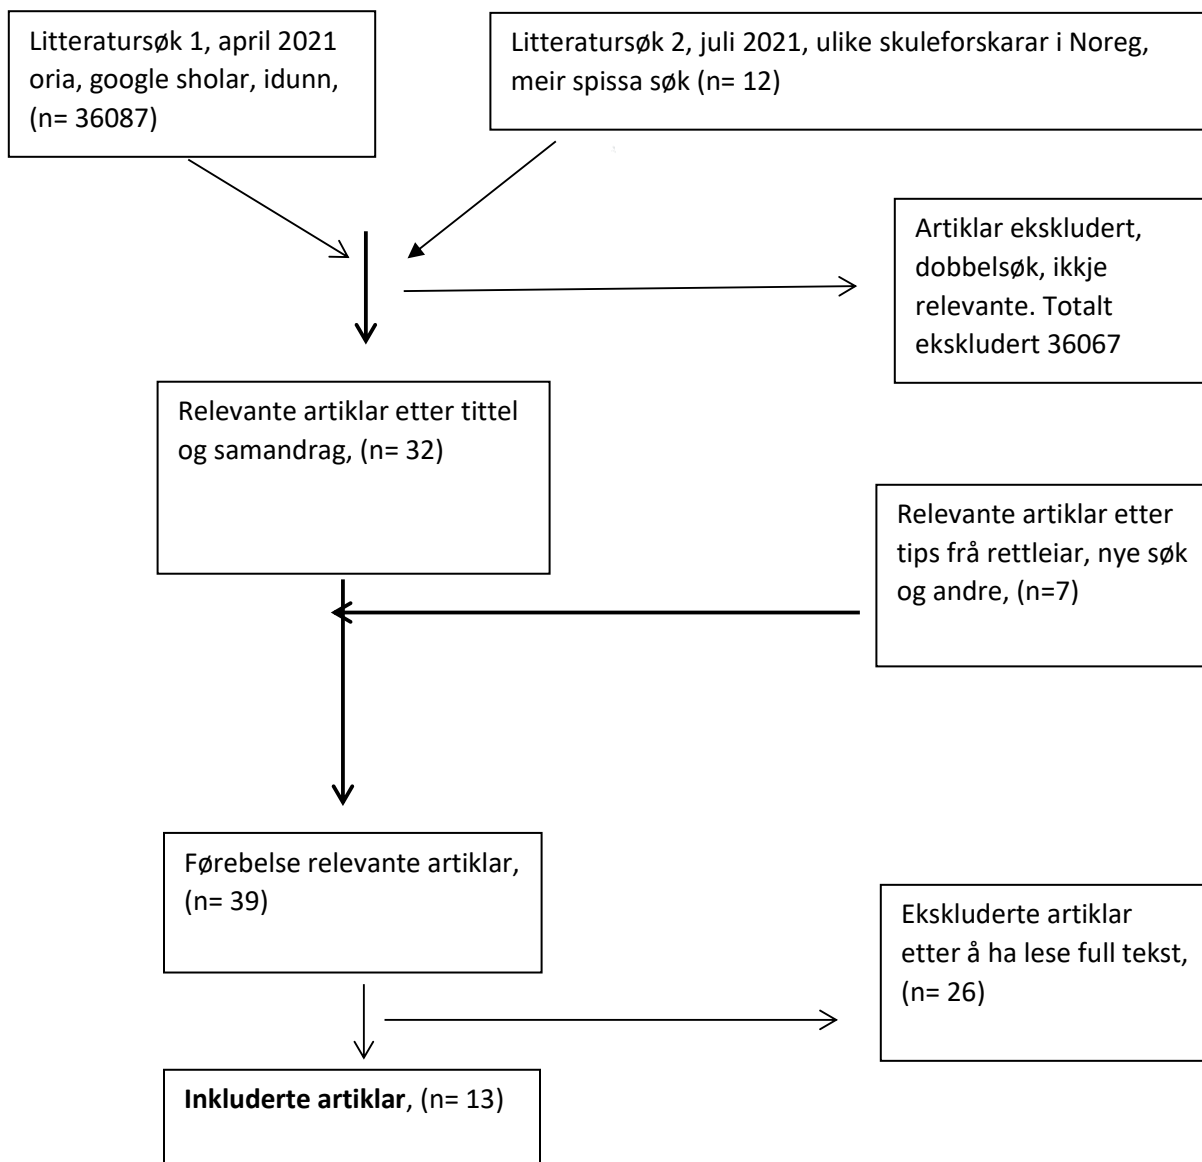 Litteratursøk 1, april 2021
oria, google sholar, idunn,
(n= 36087)
Litteratursøk 2, juli 2021, ulike skuleforskarar i Noreg,
meir spissa søk (n= 12)
Artiklar ekskludert,
dobbelsøk, ikkje
relevante. Totalt
ekskludert 36067
Relevante artiklar etter tittel
og samandrag, (n= 32)
Relevante artiklar etter
tips frå rettleiar, nye søk
og andre, (n=7)
Førebelse relevante artiklar,
(n= 39)
Ekskluderte artiklar
etter å ha lese full tekst,
(n= 26)
Inkluderte artiklar, (n= 13)